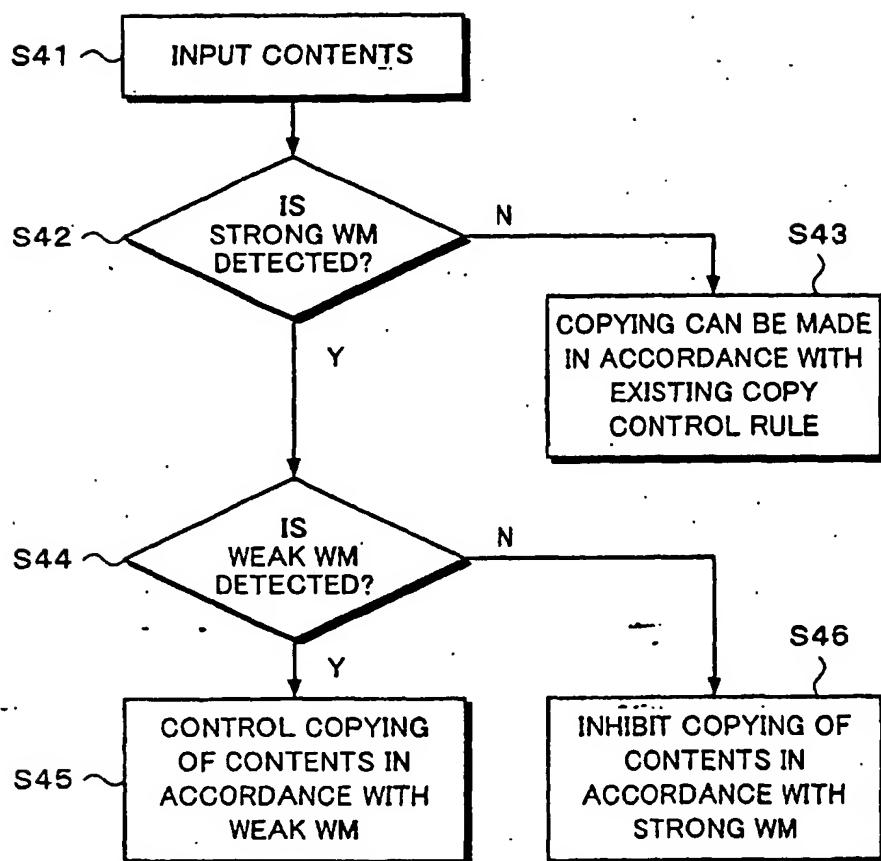 S41
INPUT CONTENTS
IS
STRONG WM
DETECTED?
S42
N
Y
S43
COPYING CAN BE MADE
IN ACCORDANCE WITH
EXISTING COPY
CONTROL RULE
IS
WEAK WM
DETECTED?
S44
N
Y
S45
CONTROL COPYING
OF CONTENTS IN
ACCORDANCE WITH
WEAK WM
S46
INHIBIT COPYING OF
CONTENTS IN
ACCORDANCE WITH
STRONG WM